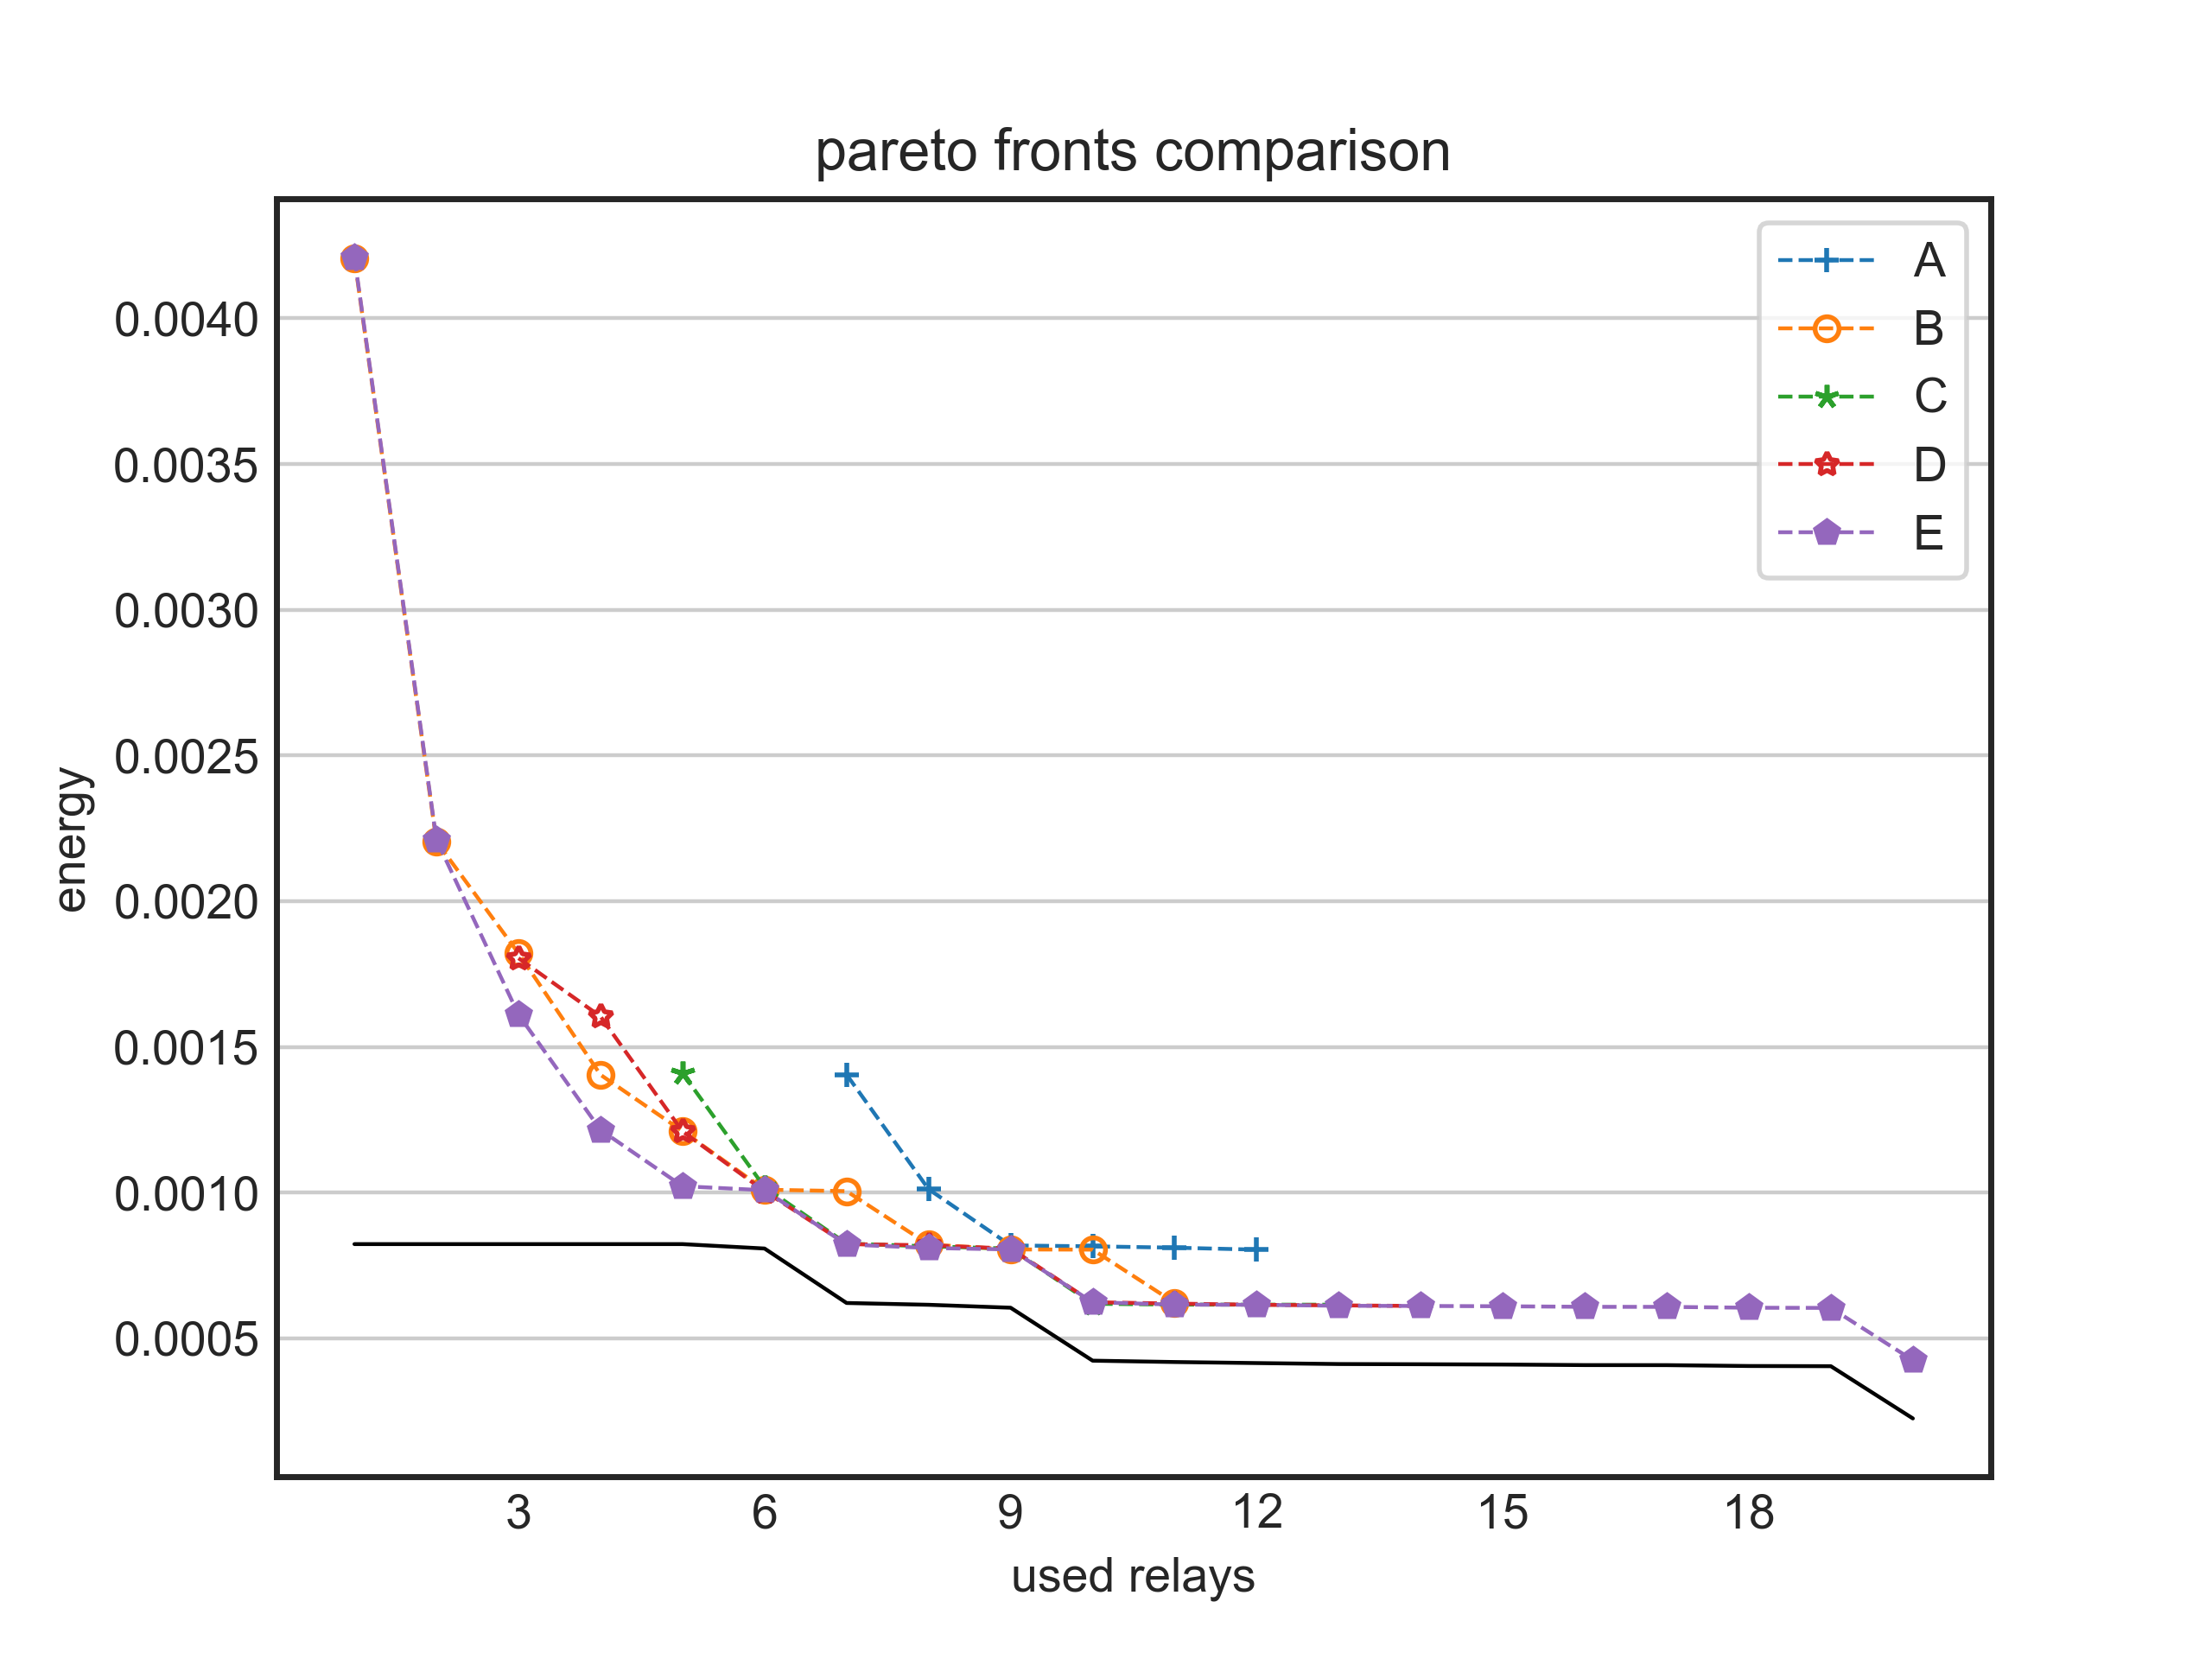 pareto fronts comparison
A
B
C
D
E
0.0040
0.0035
0.0030
0.0025
0.0020
0.0015
0.0010
0.0005
energy
3 6 9 12 15 18
used relays